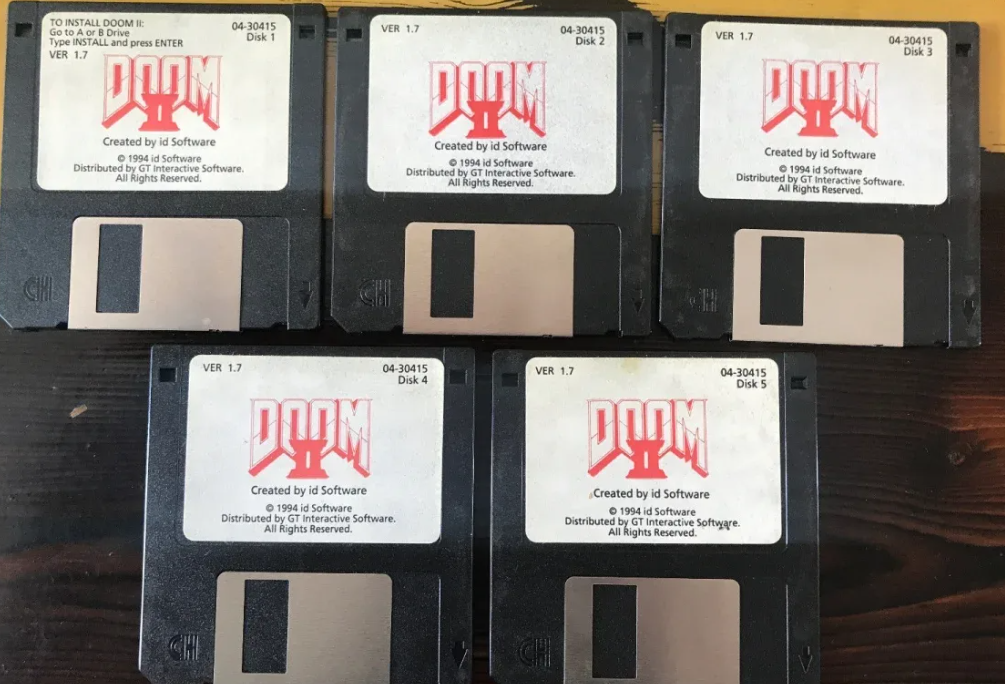 TO INSTALL DOOM II:
Go to A or B Drive
Type INSTALL and press ENTER
VER 1.7
04-30415
Disk 1
DOOM
II
Created by id Software
© 1994 id Software
Distributed by GT Interactive Software.
All Rights Reserved.
VER 1.7
04-30415
Disk 2
DOOM
II
Created by id Software
© 1994 id Software
Distributed by GT Interactive Software.
All Rights Reserved.
VER 1.7
04-30415
Disk 3
DOOM
II
Created by id Software
© 1994 id Software
Distributed by GT Interactive Software.
All Rights Reserved.
VER 1.7
04-30415
Disk 4
DOOM
II
Created by id Software
© 1994 id Software
Distributed by GT Interactive Software.
All Rights Reserved.
VER 1.7
04-30415
Disk 5
DOOM
II
Created by id Software
© 1994 id Software
Distributed by GT Interactive Software.
All Rights Reserved.